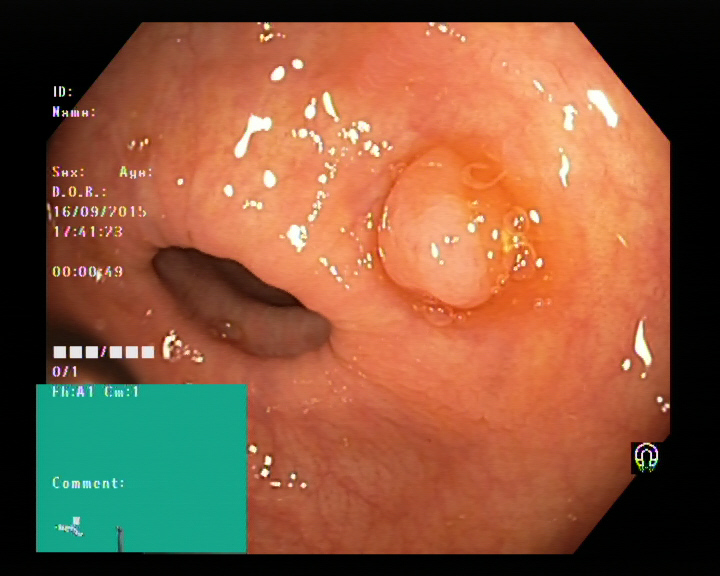 ID:
Name:
Sex: Age:
D.O.B.:
16/09/2015
17:41:23
00:00:49
■■■/■■■
0/1
Eh:A1 Cm:1
Comment: